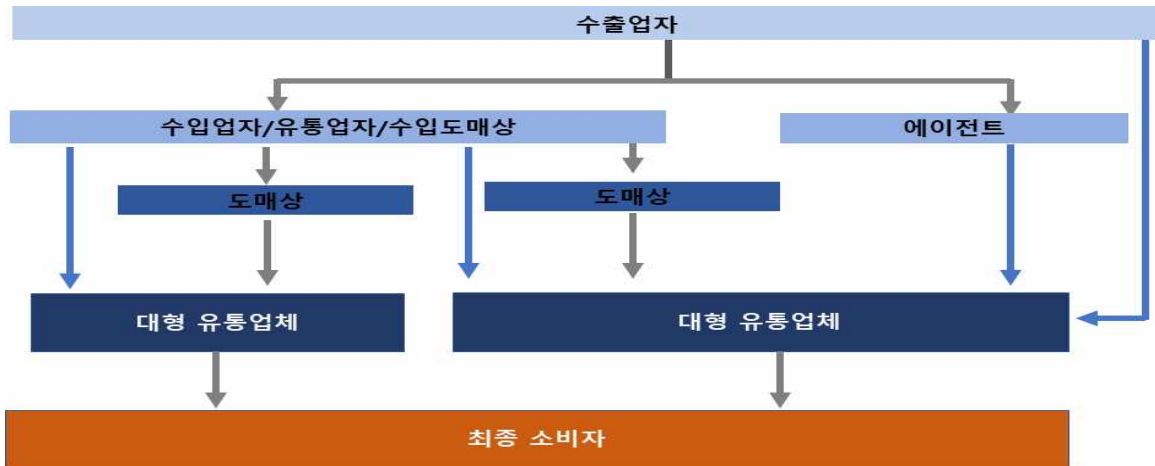 수출업자
수입업자/유통업자/수입도매상
에이전트
도매상
도매상
대형 유통업체
대형 유통업체
최종 소비자